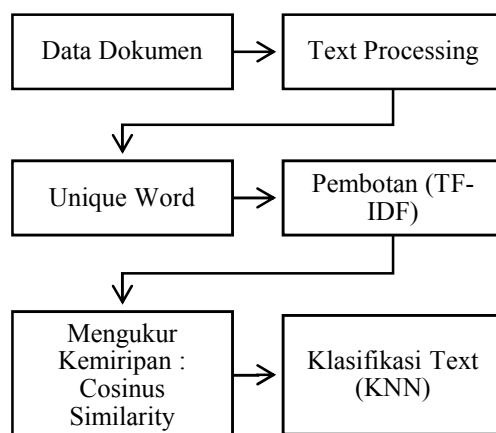 Data Dokumen
Text Processing
Unique Word
Pembotan (TF-
IDF)
Mengukur
Kemiripan :
Cosinus
Similarity
Klasifikasi Text
(KNN)